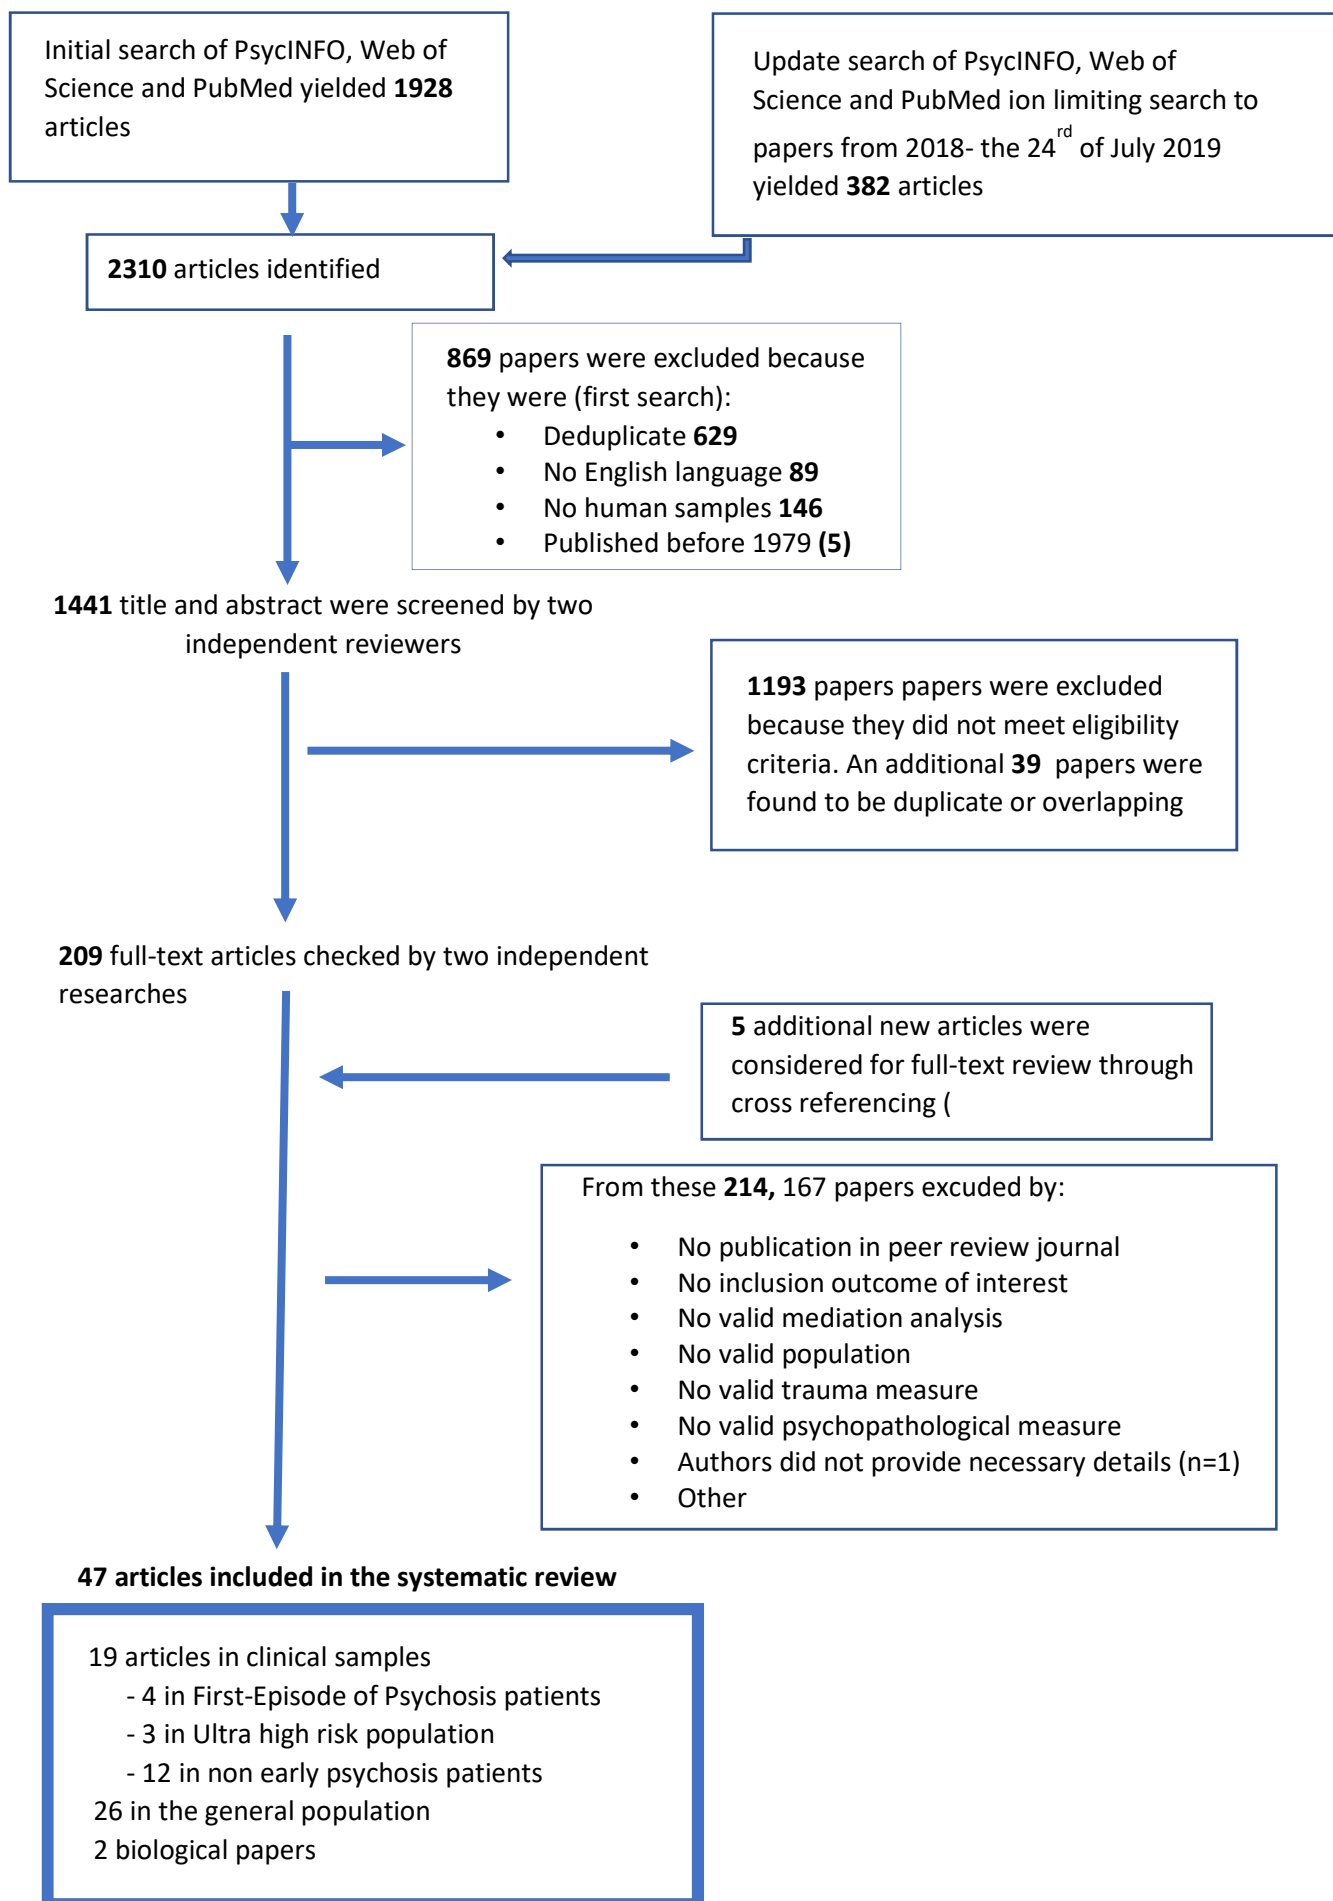 Initial search of PsycINFO, Web of
Science and PubMed yielded 1928
articles
Update search of PsycINFO, Web of
Science and PubMed ion limiting search to
papers from 2018- the 24rd of July 2019
yielded 382 articles
2310 articles identified
869 papers were excluded because
they were (first search):
• Deduplicate 629
• No English language 89
• No human samples 146
• Published before 1979 (5)
1441 title and abstract were screened by two
independent reviewers
1193 papers papers were excluded
because they did not meet eligibility
criteria. An additional 39 papers were
found to be duplicate or overlapping
209 full-text articles checked by two independent
researches
5 additional new articles were
considered for full-text review through
cross referencing (
From these 214, 167 papers excuded by:
• No publication in peer review journal
• No inclusion outcome of interest
• No valid mediation analysis
• No valid population
• No valid trauma measure
• No valid psychopathological measure
• Authors did not provide necessary details (n=1)
• Other
47 articles included in the systematic review
19 articles in clinical samples
- 4 in First-Episode of Psychosis patients
- 3 in Ultra high risk population
- 12 in non early psychosis patients
26 in the general population
2 biological papers